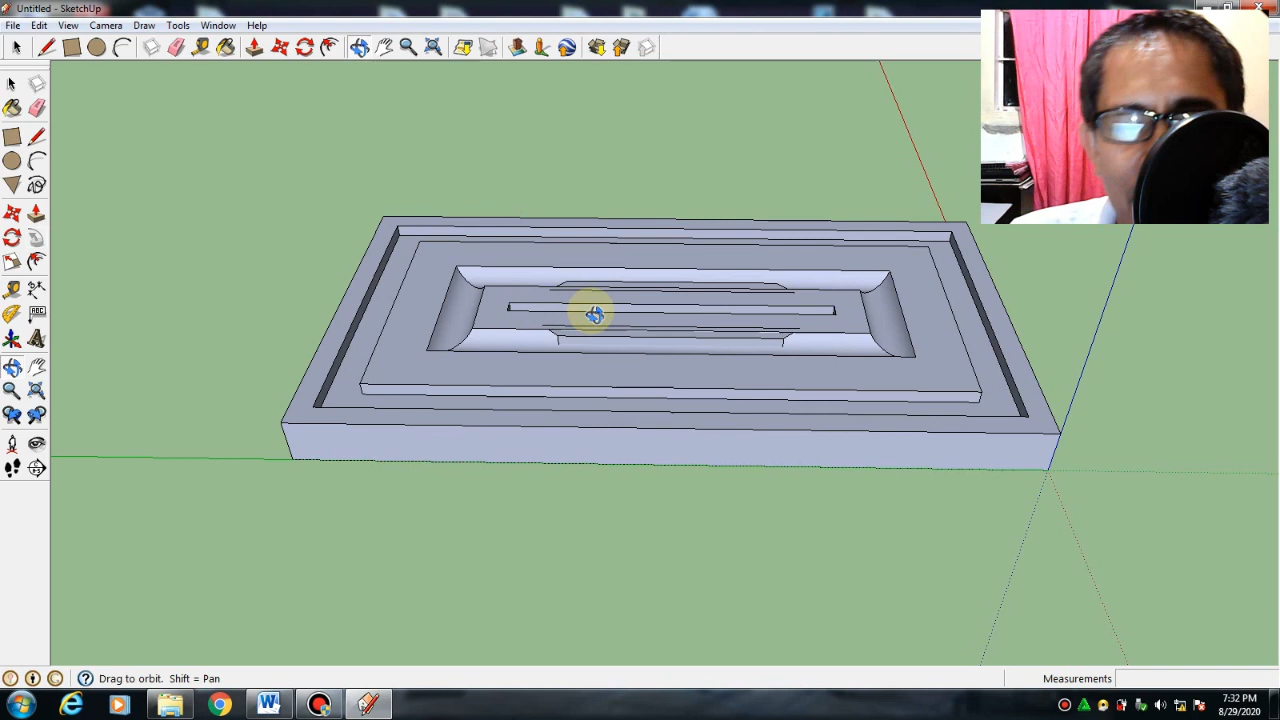 Untitled - SketchUp
File Edit View Camera Draw Tools Window Help
ABC
Drag to orbit. Shift = Pan
Measurements
7:32 PM
8/29/2020